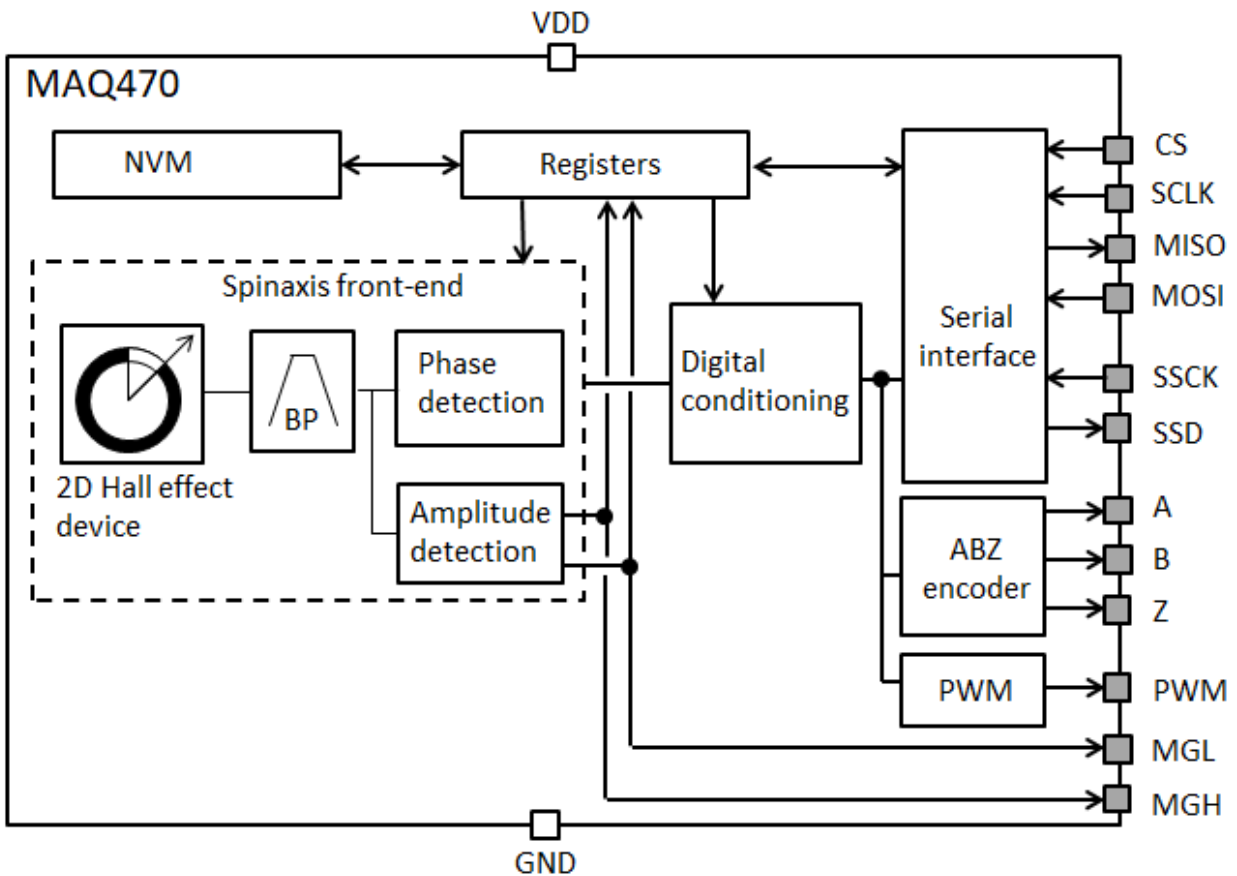 VDD
MAQ470
NVM
Registers
CS
SCLK
MISO
MOSI
SSCK
SSD
Serial
interface
Spinaxis front-end
Phase
detection
BP
2D Hall effect
device
Amplitude
detection
Digital
conditioning
ABZ
encoder
A
B
Z
PWM
PWM
MGL
MGH
GND